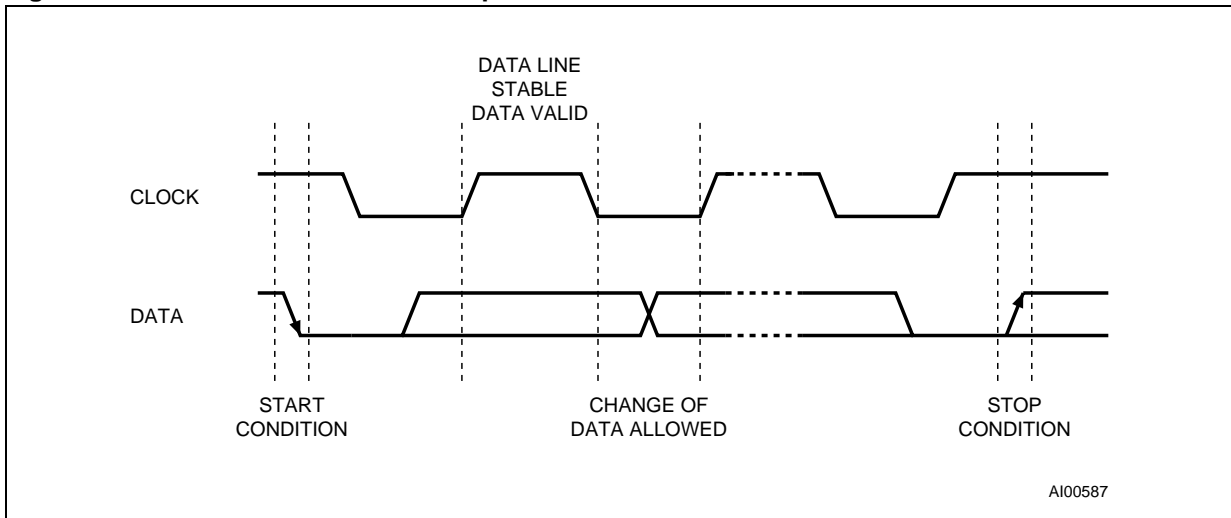 DATA LINE
STABLE
DATA VALID
CLOCK
DATA
START
CONDITION
CHANGE OF
DATA ALLOWED
STOP
CONDITION
AI00587